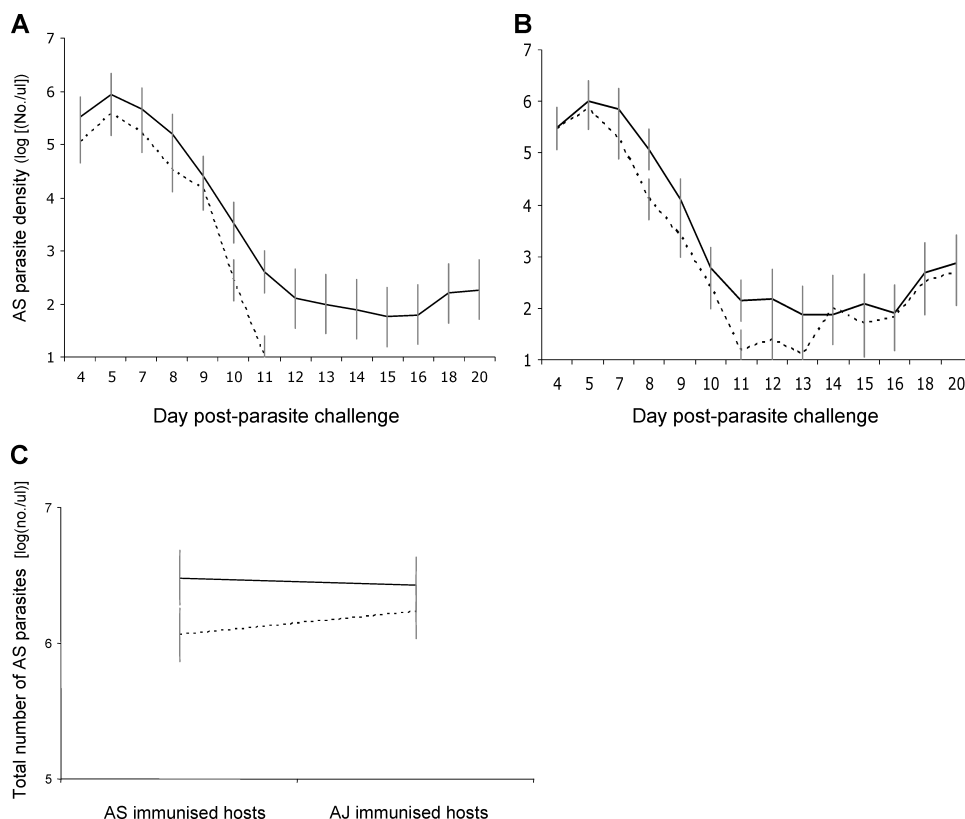 A
7
6
5
4
3
2
1
AS parasite density (log [(No./ul])
4 5 7 8 9 10 11 12 13 14 15 16 18 20
Day post-parasite challenge
B
7
6
5
4
3
2
1
4 5 7 8 9 10 11 12 13 14 15 16 18 20
Day post-parasite challenge
C
7
6
5
Total number of AS parasites [log(no./ul)]
AS immunised hosts AJ immunised hosts